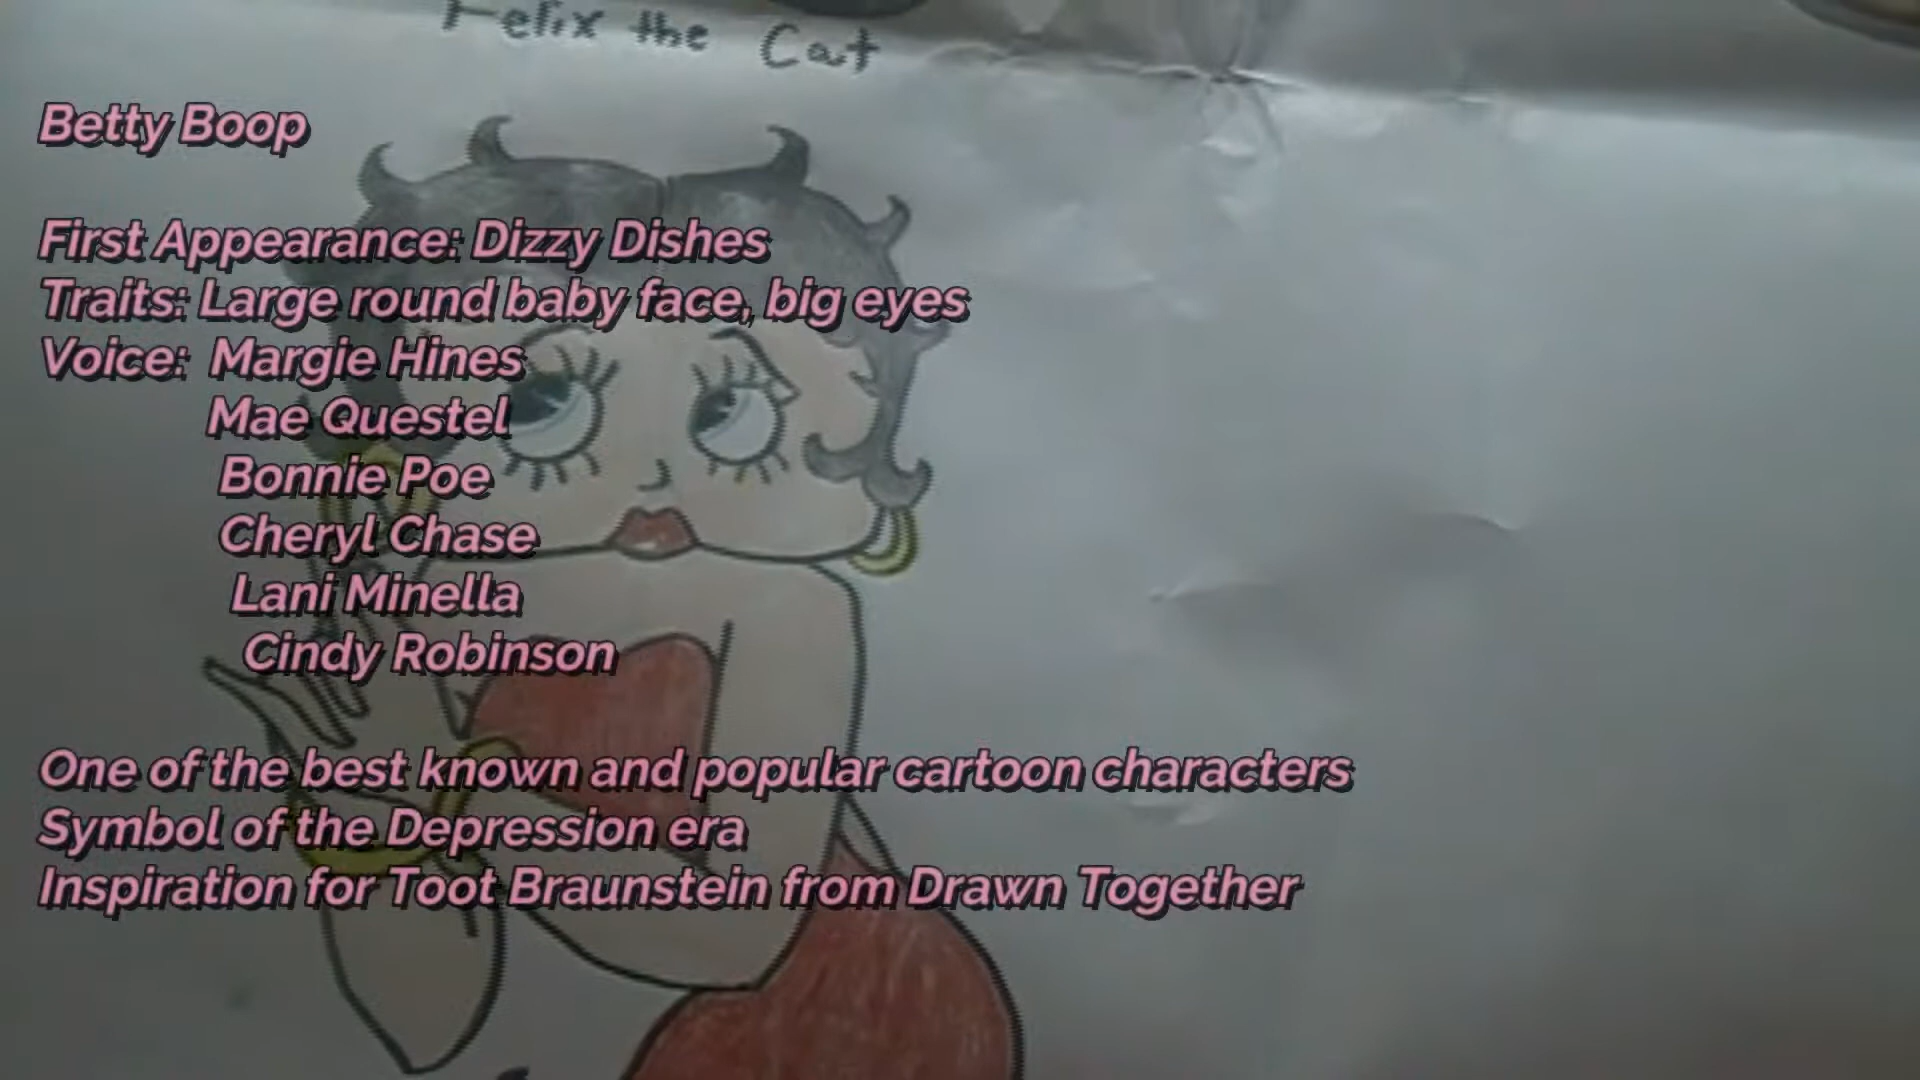 Felix the Cat
Betty Boop
First Appearance: Dizzy Dishes
Traits: Large round baby face, big eyes
Voice: Margie Hines
Mae Questel
Bonnie Poe
Cheryl Chase
Lani Minella
Cindy Robinson
One of the best known and popular cartoon characters
Symbol of the Depression era
Inspiration for Toot Braunstein from Drawn Together